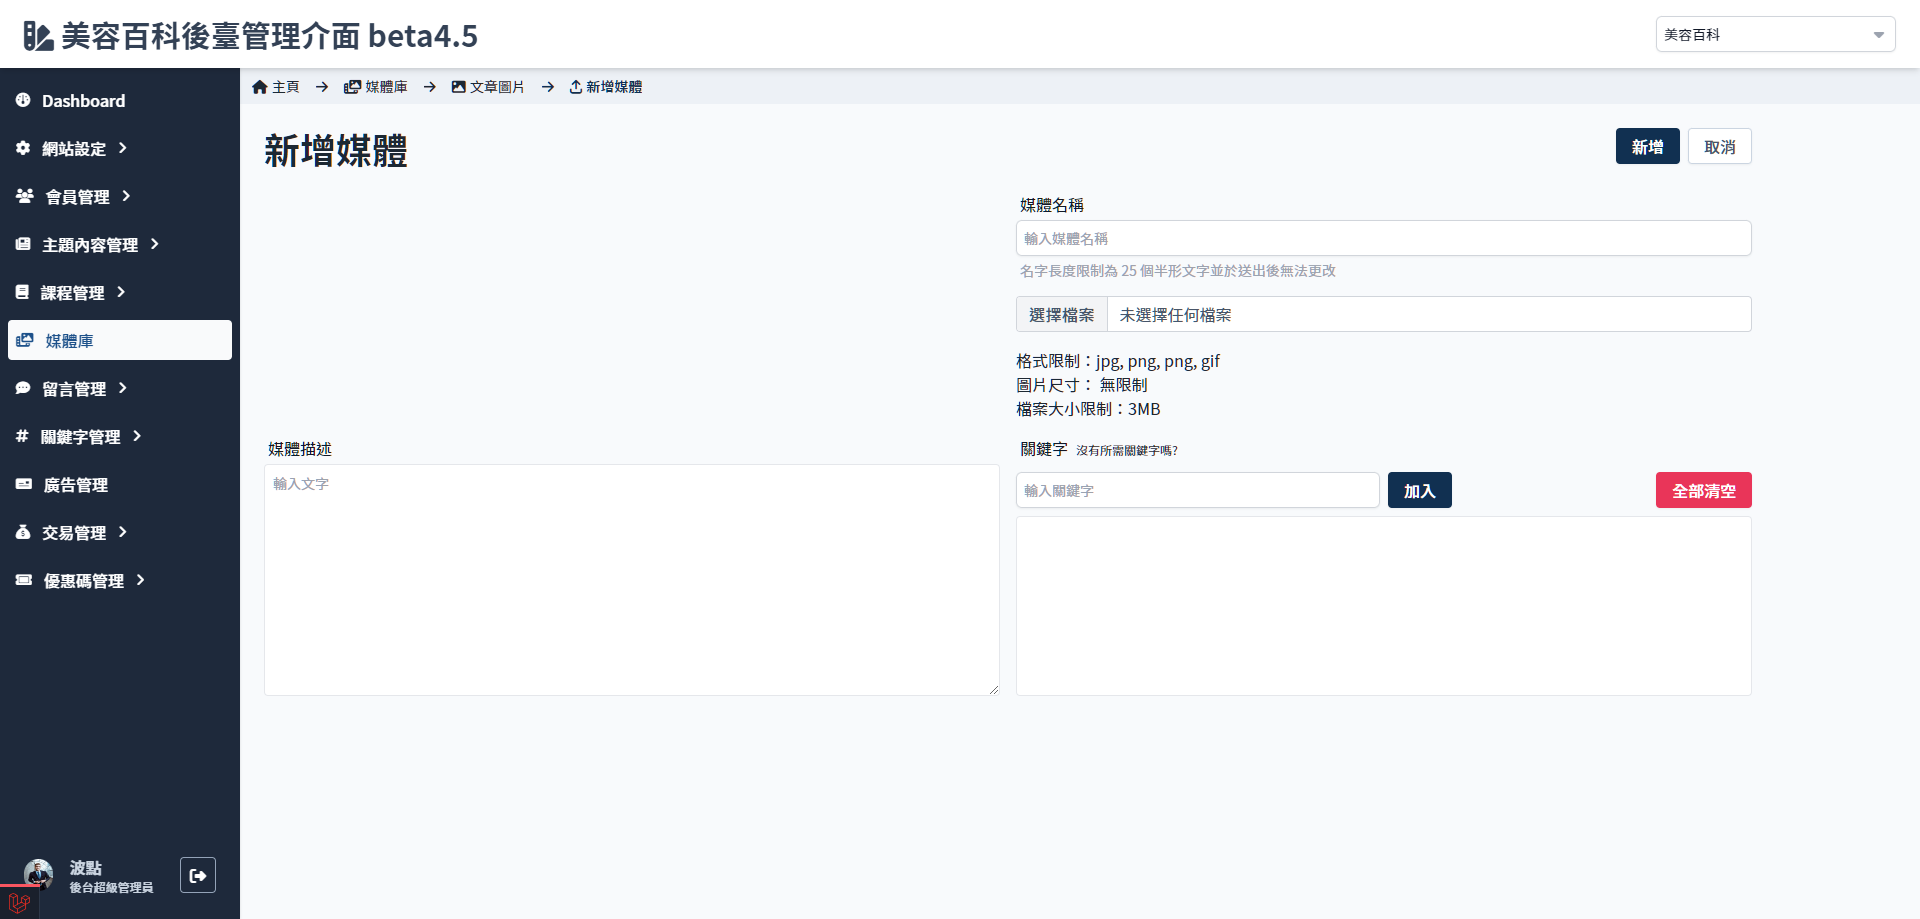 美容百科後臺管理介面 beta4.5
美容百科
Dashboard
網站設定
會員管理
主題內容管理
課程管理
媒體庫
留言管理
關鍵字管理
廣告管理
交易管理
優惠碼管理
波點
後台超級管理員
主頁 → 媒體庫 → 文章圖片 → 新增媒體
新增媒體
新增 取消
媒體名稱
輸入媒體名稱
名字長度限制為 25 個半形文字並於送出後無法更改
選擇檔案 未選擇任何檔案
格式限制：jpg, png, png, gif
圖片尺寸： 無限制
檔案大小限制：3MB
媒體描述
輸入文字
關鍵字 沒有所需關鍵字嗎?
輸入關鍵字 加入 全部清空